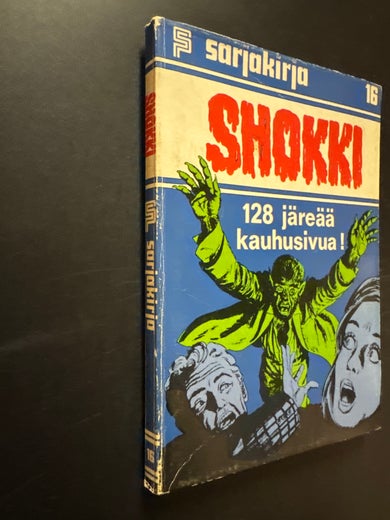 SP sarjakirja 16
SHOKKI
128 järeää
kauhusivua!
SHOKKI
SP sarjakirja
16